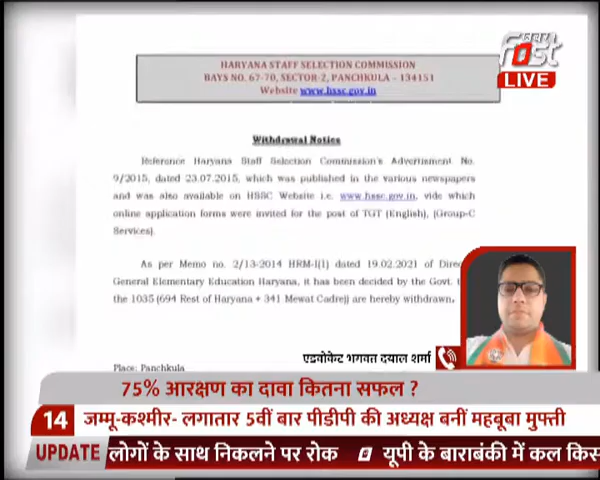 खबर
fast
LIVE
HARYANA STAFF SELECTION COMMISSION
BAYS NO. 67-70, SECTOR-2, PANCHKULA – 134151
Website www.hssc.gov.in
Withdrawal Notice
Reference Haryana Staff Selection Commission's Advertisment No.
9/2015, dated 23.07.2015, which was published in the various newspapers
and was also available on HSSC Website i.e. www.hssc.gov.in, vide which
online application forms were invited for the post of TGT (English), (Group-C
Services).
As per Memo no. 2/13-2014 HRM-I(1) dated 19.02.2021 of
General Elementary Education Haryana, it has been decided by the Govt.
the 1035 (694 Rest of Haryana + 341 Mewat Cadre)) are hereby withdrawn.
Place: Panchkula
एडवोकेट भगवत दयाल शर्मा
75% आरक्षण का दावा कितना सफल ?
14 जम्मू-कश्मीर- लगातार 5वीं बार पीडीपी की अध्यक्ष बनीं महबूबा मुफ्ती
UPDATE लोगों के साथ निकलने पर रोक यूपी के बाराबंकी में कल किस